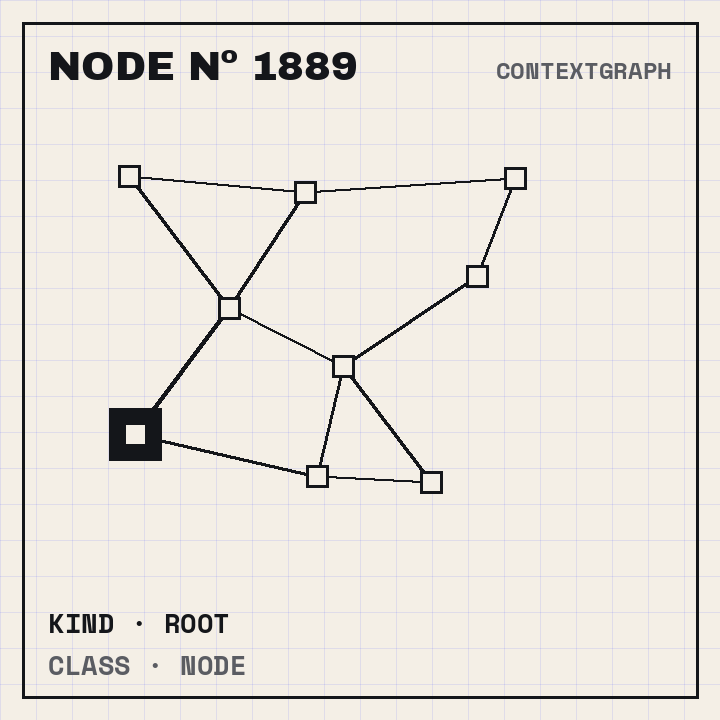 NODE Nº 1889
CONTEXTGRAPH
KIND · ROOT
CLASS · NODE